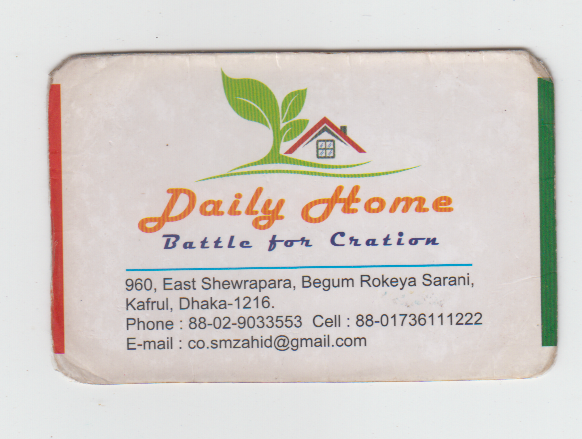 Daily Home
Battle for Cration
960, East Shewrapara, Begum Rokeya Sarani,
Kafrul, Dhaka-1216.
Phone : 88-02-9033553 Cell : 88-01736111222
E-mail : co.smzahid@gmail.com